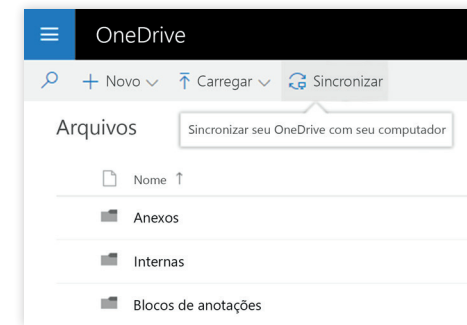 OneDrive
Novo Carregar Sincronizar
Arquivos
Sincronizar seu OneDrive com seu computador
Nome ↑
Anexos
Internas
Blocos de anotações